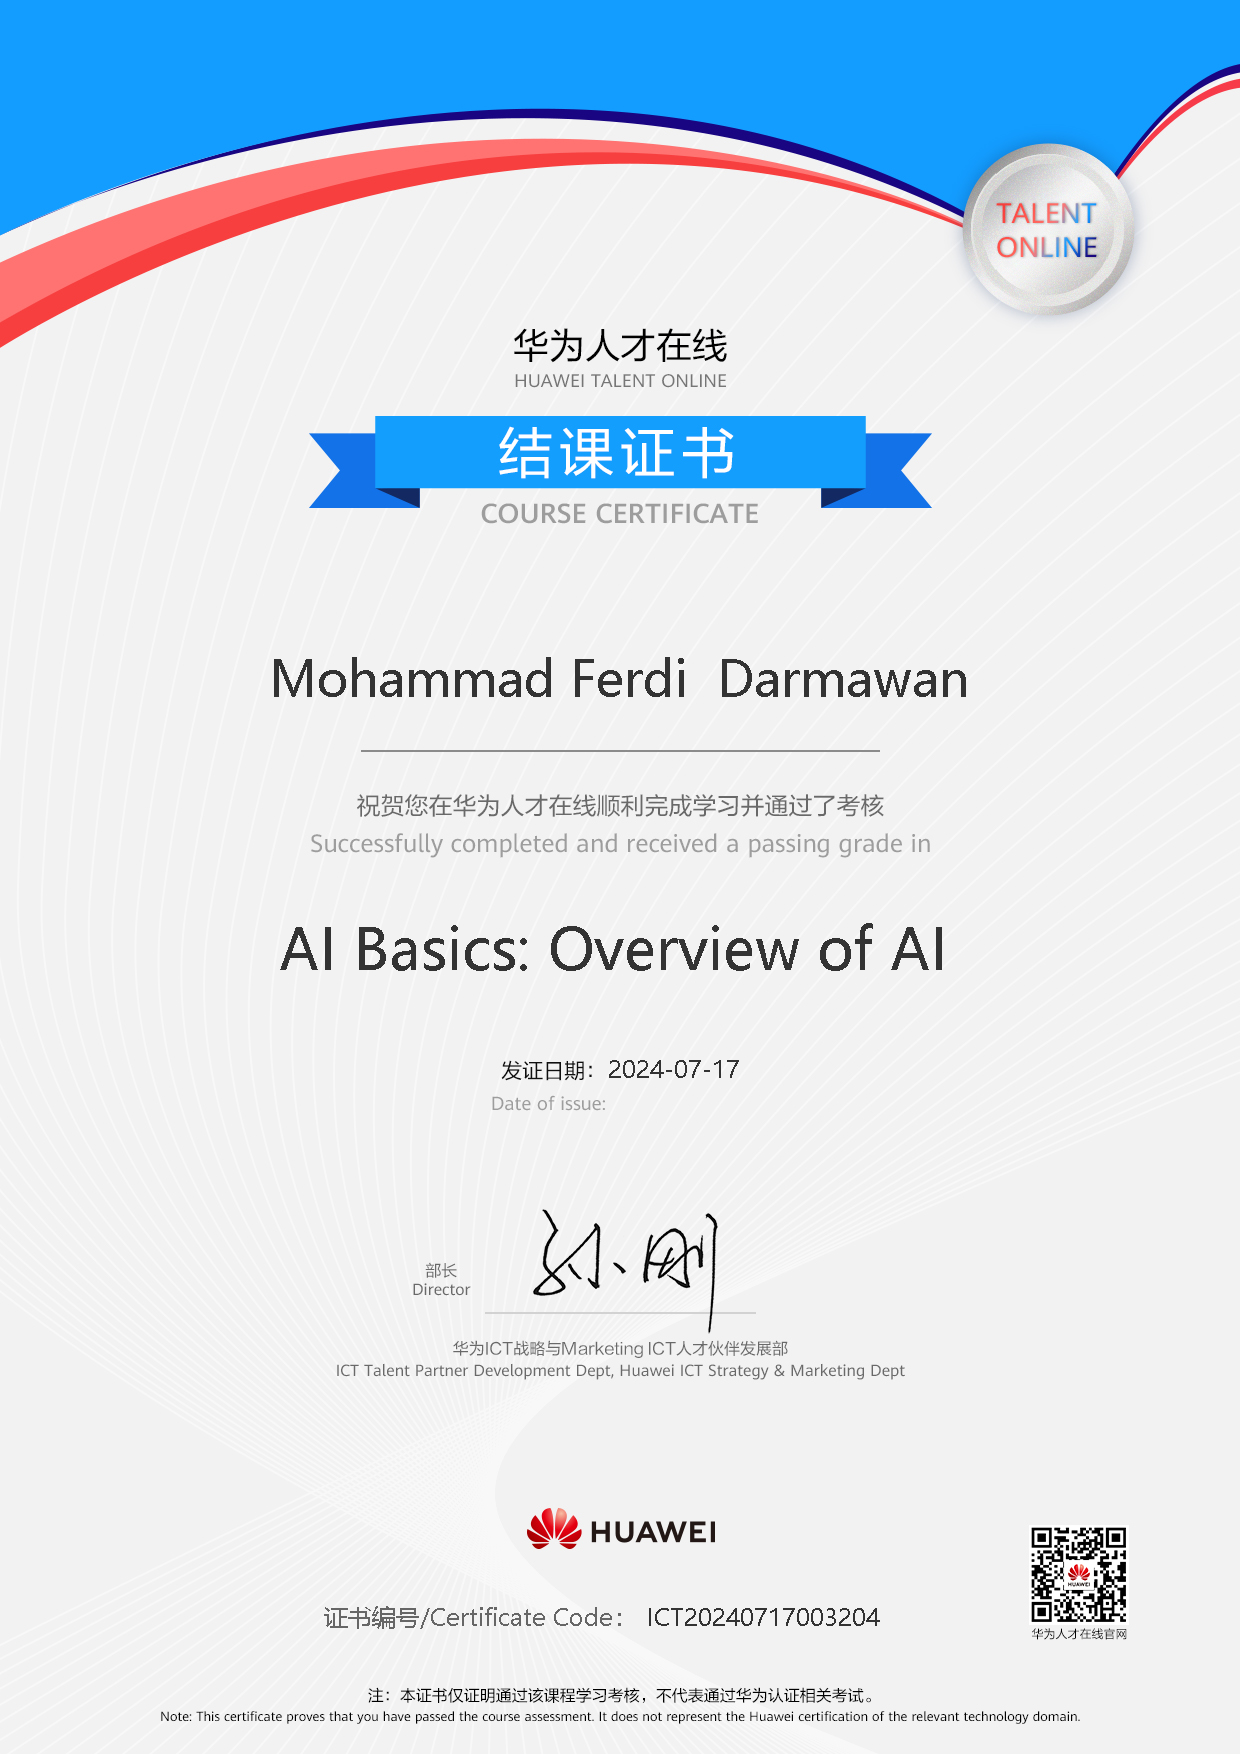 TALENT
ONLINE
华为人才在线
HUAWEI TALENT ONLINE
结课证书
COURSE CERTIFICATE
Mohammad Ferdi  Darmawan
祝贺您在华为人才在线顺利完成学习并通过了考核
Successfully completed and received a passing grade in
AI Basics: Overview of AI
发证日期：2024-07-17
Date of issue:
孙刚
部长
Director
华为ICT战略与Marketing ICT人才伙伴发展部
ICT Talent Partner Development Dept, Huawei ICT Strategy & Marketing Dept
HUAWEI
HUAWEI
证书编号/Certificate Code： ICT20240717003204
华为人才在线官网
注：本证书仅证明通过该课程学习考核，不代表通过华为认证相关考试。
Note: This certificate proves that you have passed the course assessment. It does not represent the Huawei certification of the relevant technology domain.